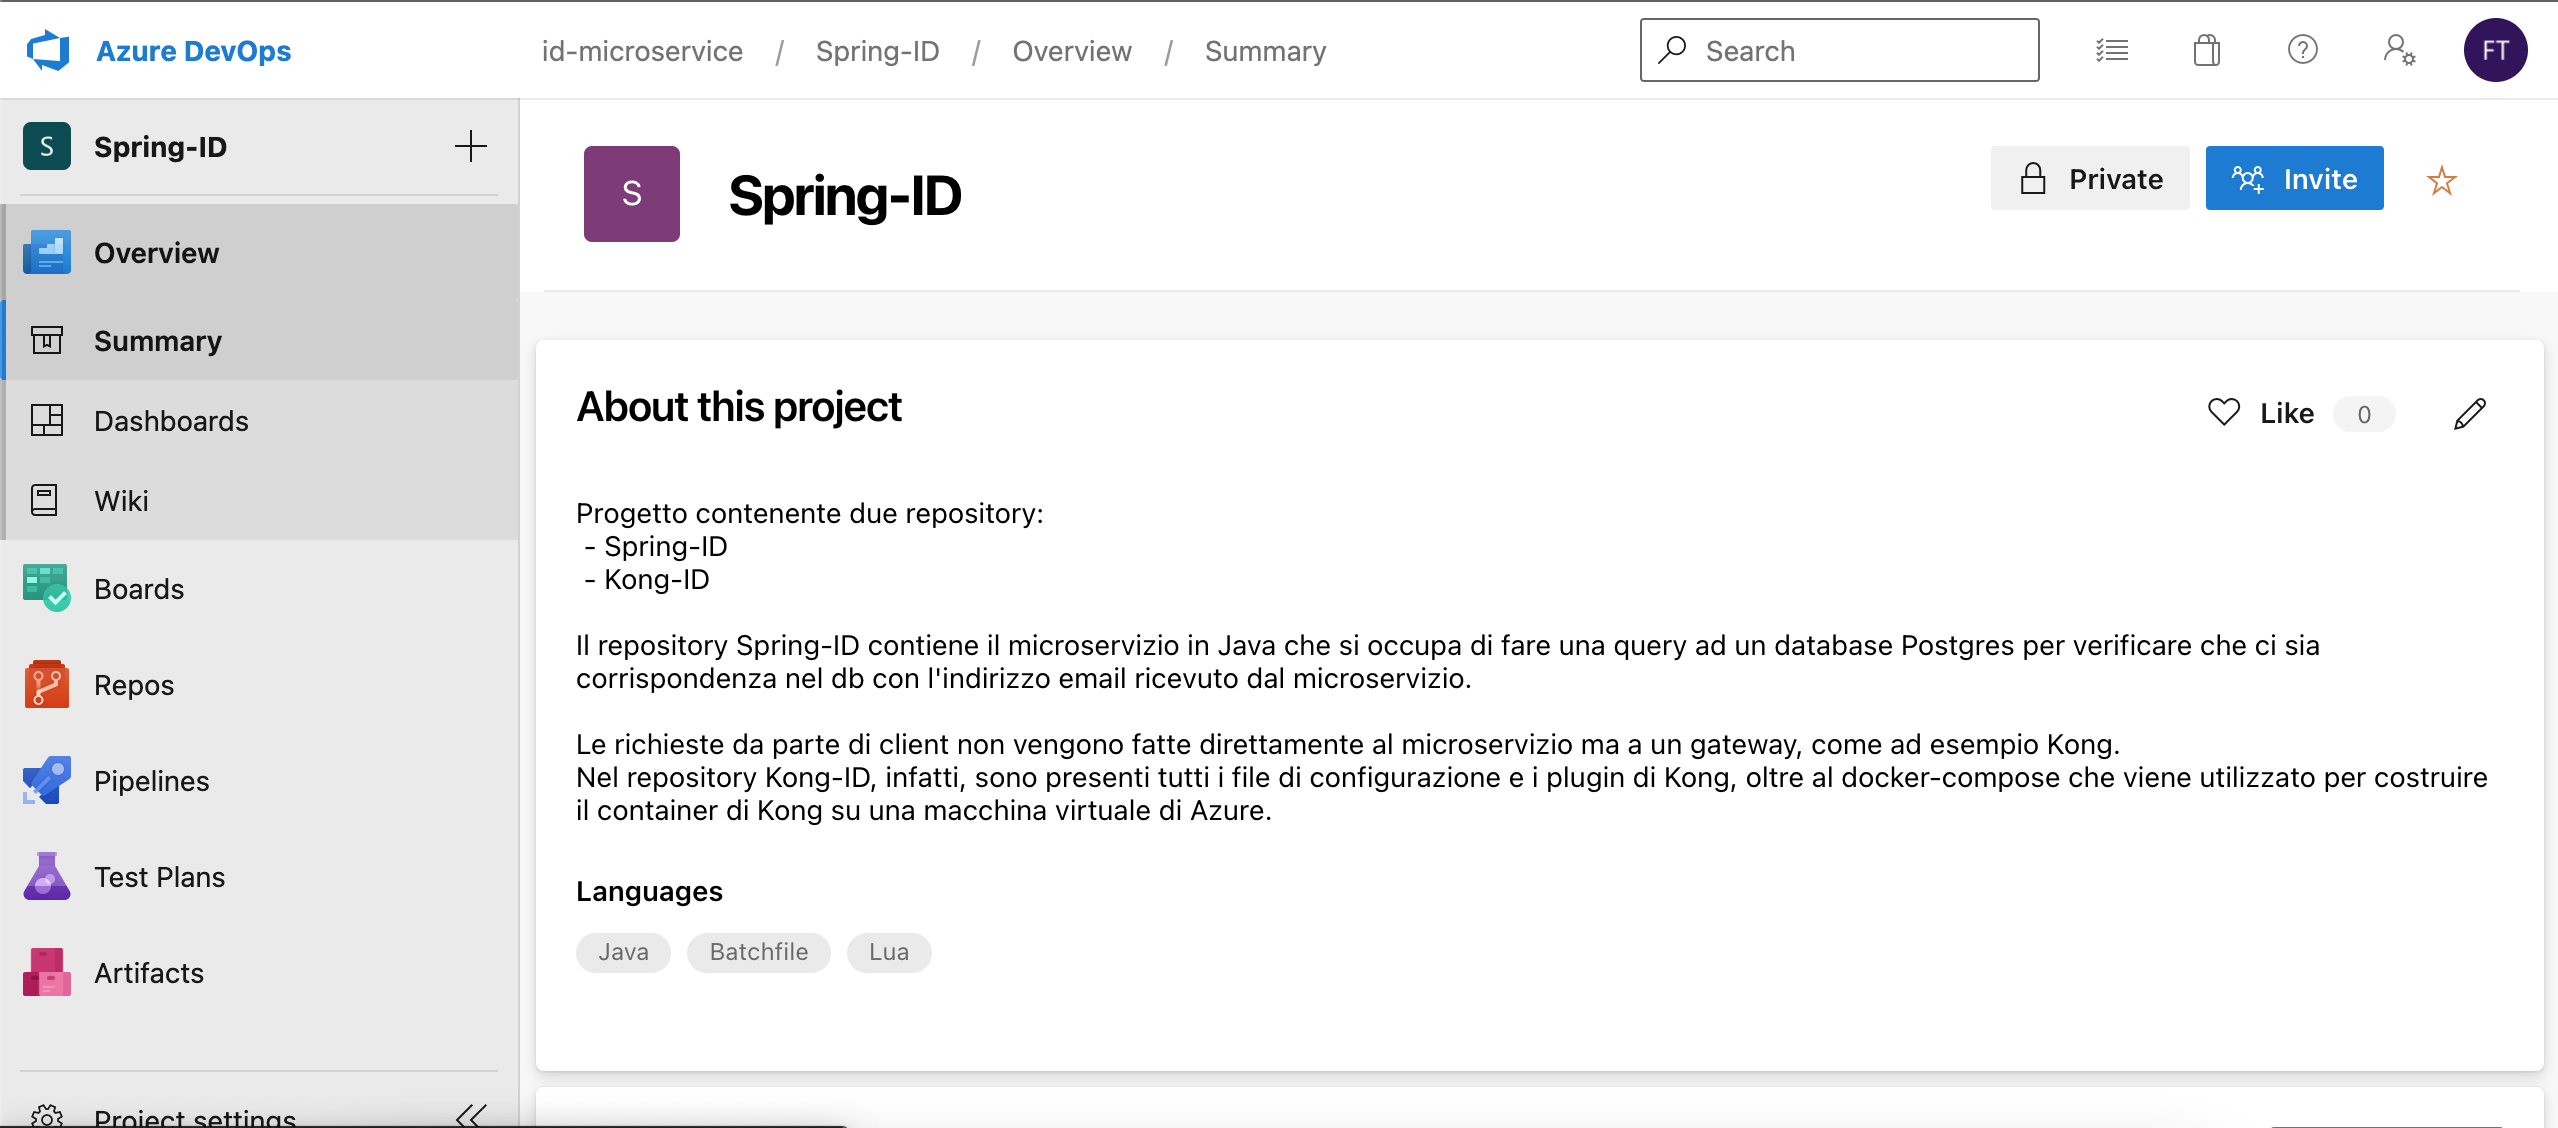 Azure DevOps
id-microservice / Spring-ID / Overview / Summary
Search
FT
S Spring-ID
Overview
Summary
Dashboards
Wiki
Boards
Repos
Pipelines
Test Plans
Artifacts
Project settings
S Spring-ID
Private
Invite
About this project
Like 0
Progetto contenente due repository:
- Spring-ID
- Kong-ID
Il repository Spring-ID contiene il microservizio in Java che si occupa di fare una query ad un database Postgres per verificare che ci sia
corrispondenza nel db con l'indirizzo email ricevuto dal microservizio.
Le richieste da parte di client non vengono fatte direttamente al microservizio ma a un gateway, come ad esempio Kong.
Nel repository Kong-ID, infatti, sono presenti tutti i file di configurazione e i plugin di Kong, oltre al docker-compose che viene utilizzato per costruire
il container di Kong su una macchina virtuale di Azure.
Languages
Java Batchfile Lua